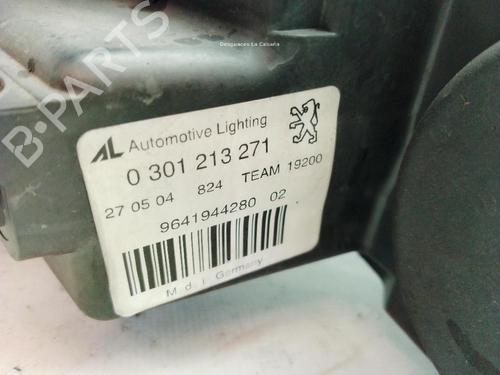 Desguaces La Cabaña
B-PARTS
AL Automotive Lighting
0 301 213 271
27 05 04 824 TEAM 19200
9641944280 02
M. d. i. Germany